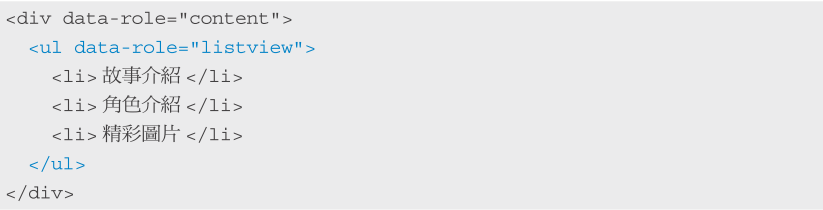 <div data-role="content">
<ul data-role="listview">
<li> 故事介紹 </li>
<li> 角色介紹 </li>
<li> 精彩圖片 </li>
</ul>
</div>